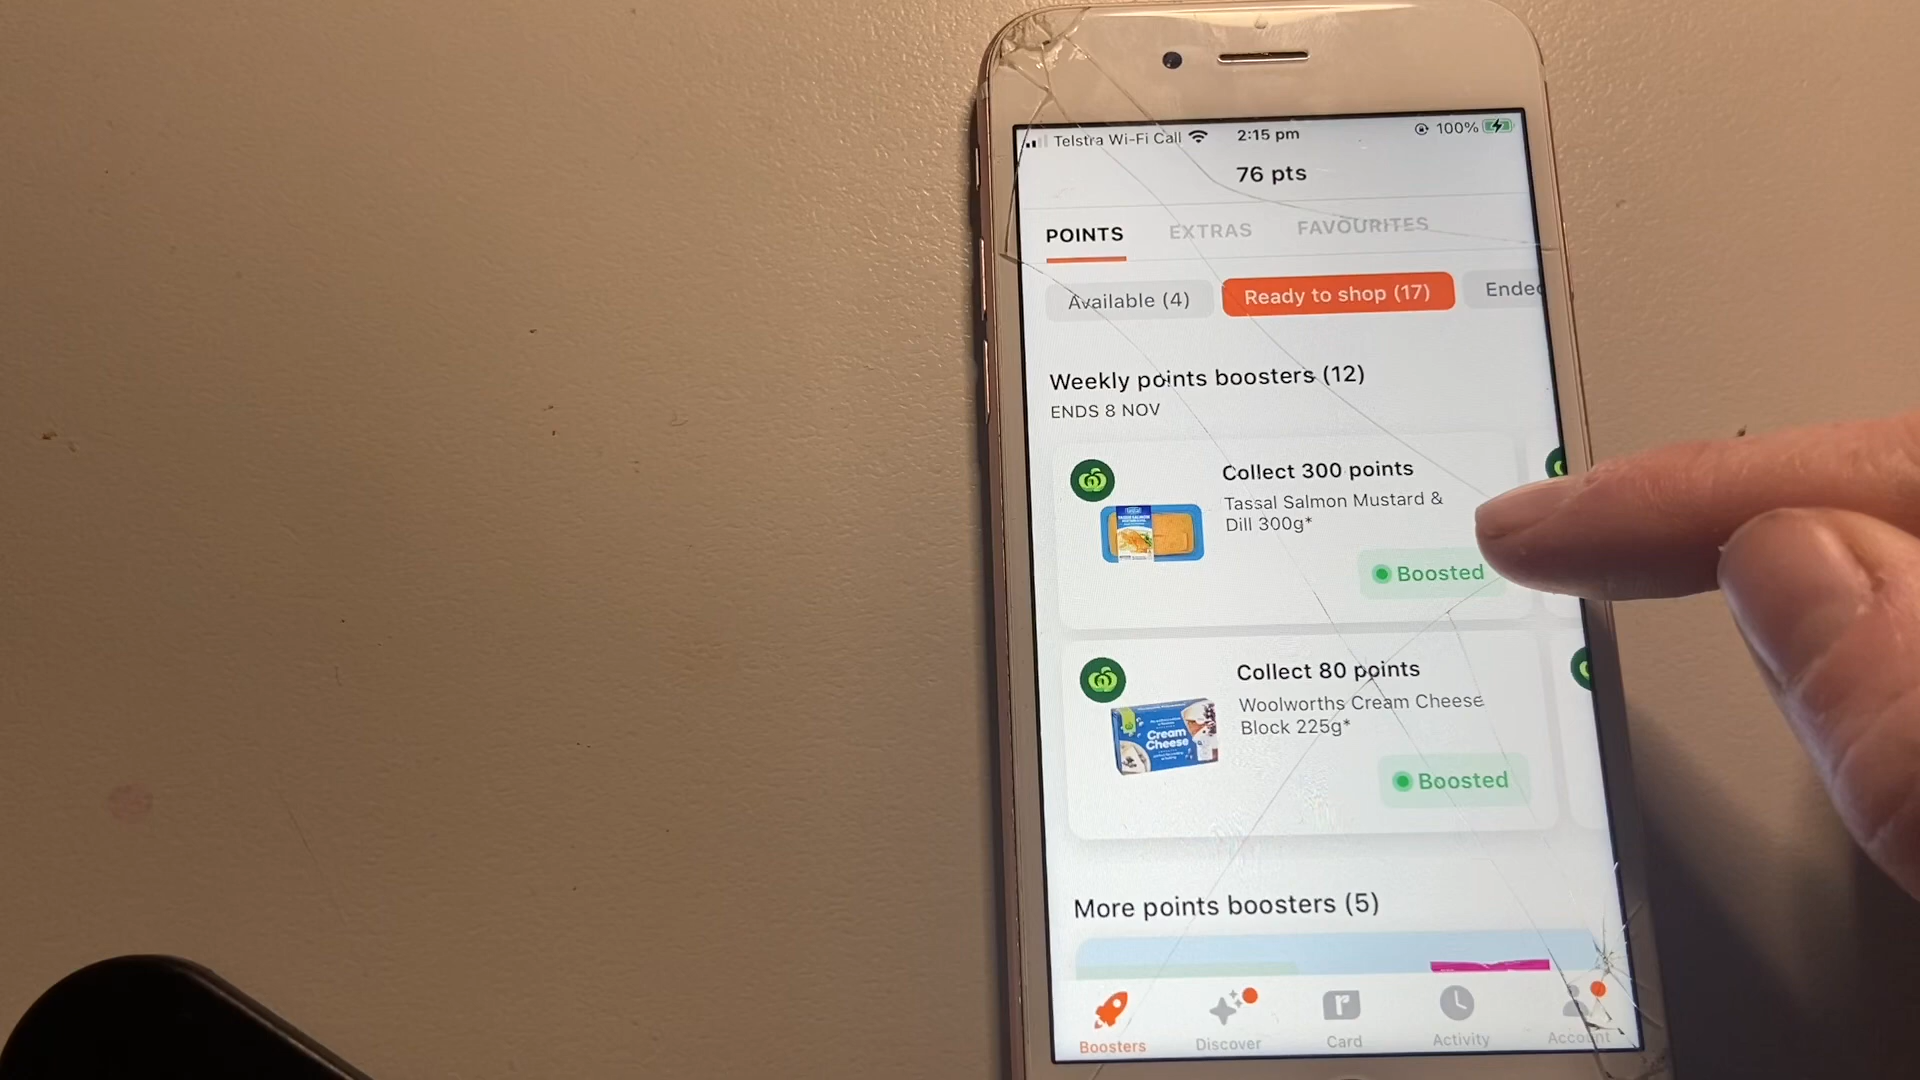 Telstra Wi-Fi Call 2:15 pm 100%
76 pts
POINTS EXTRAS FAVOURITES
Available (4) Ready to shop (17) Ended
Weekly points boosters (12)
ENDS 8 NOV
Collect 300 points
Tassal Salmon Mustard &
Dill 300g*
Boosted
Collect 80 points
Woolworths Cream Cheese
Block 225g*
Cream
Cheese
Boosted
More points boosters (5)
Boosters Discover Card Activity Account